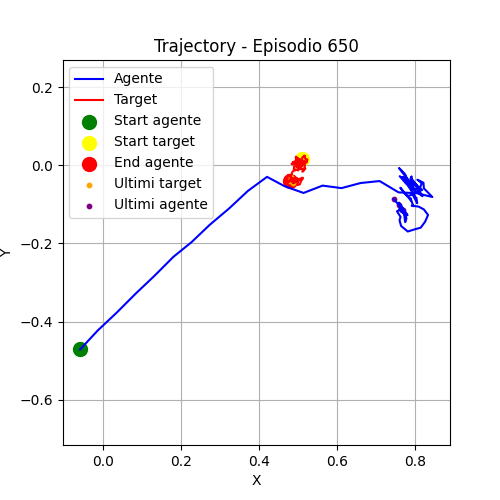 Trajectory - Episodio 650
Agente
Target
Start agente
Start target
End agente
Ultimi target
Ultimi agente
0.2
0.0
−0.2
−0.4
−0.6
Y
0.0
0.2
0.4
0.6
0.8
X